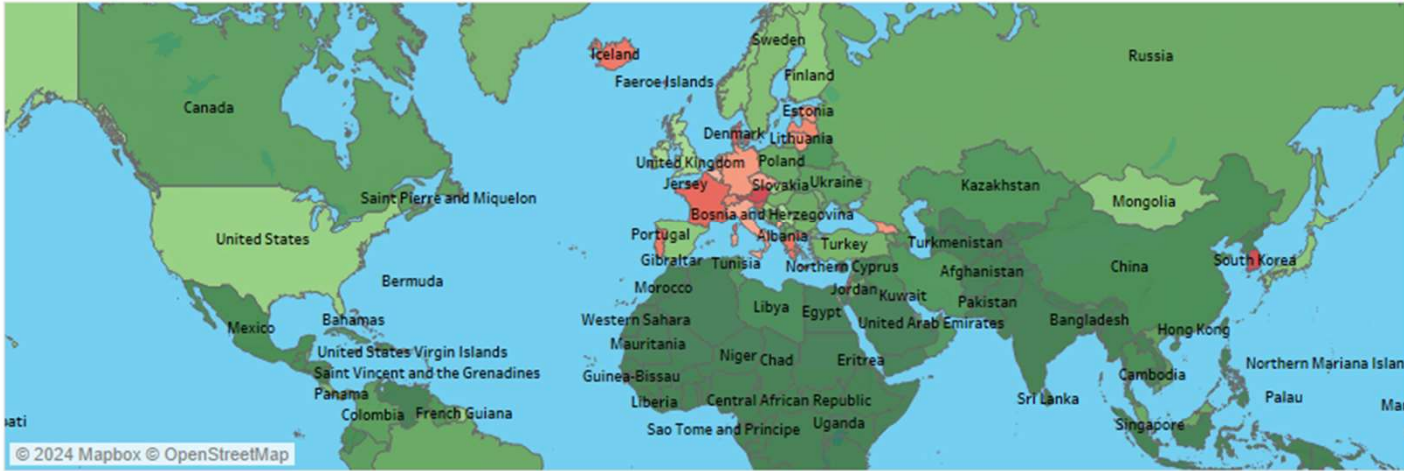 Iceland
Sweden
Russia
Faeroe Islands
Finland
Canada
Estonia
Denmark
Lithuania
United Kingdom
Poland
Jersey
Slovakia
Ukraine
Kazakhstan
Saint Pierre and Miquelon
Mongolia
Bosnia and Herzegovina
United States
Portugal
Albania
Turkey
Turkmenistan
Gibraltar
Tunisia
Northern Cyprus
Afghanistan
China
South Korea
Bermuda
Morocco
Jordan
Kuwait
Pakistan
Mexico
Bahamas
Western Sahara
Libya
Egypt
United Arab Emirates
Bangladesh
Hong Kong
United States Virgin Islands
Mauritania
Niger
Chad
Eritrea
Northern Mariana Islan
Saint Vincent and the Grenadines
Guinea-Bissau
Cambodia
Panama
Liberia
Central African Republic
Sri Lanka
Palau
Ma
pati
Colombia
French Guiana
Sao Tome and Principe
Uganda
Singapore
© 2024 Mapbox © OpenStreetMap